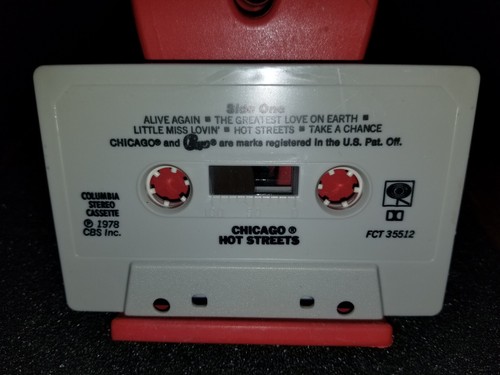 Side One
ALIVE AGAIN ■ THE GREATEST LOVE ON EARTH ■
LITTLE MISS LOVIN' ■ HOT STREETS ■ TAKE A CHANCE
CHICAGO® and Chicago® are marks registered in the U.S. Pat. Off.
COLUMBIA
STEREO
CASSETTE
℗ 1978
CBS Inc.
CHICAGO ®
HOT STREETS
FCT 35512